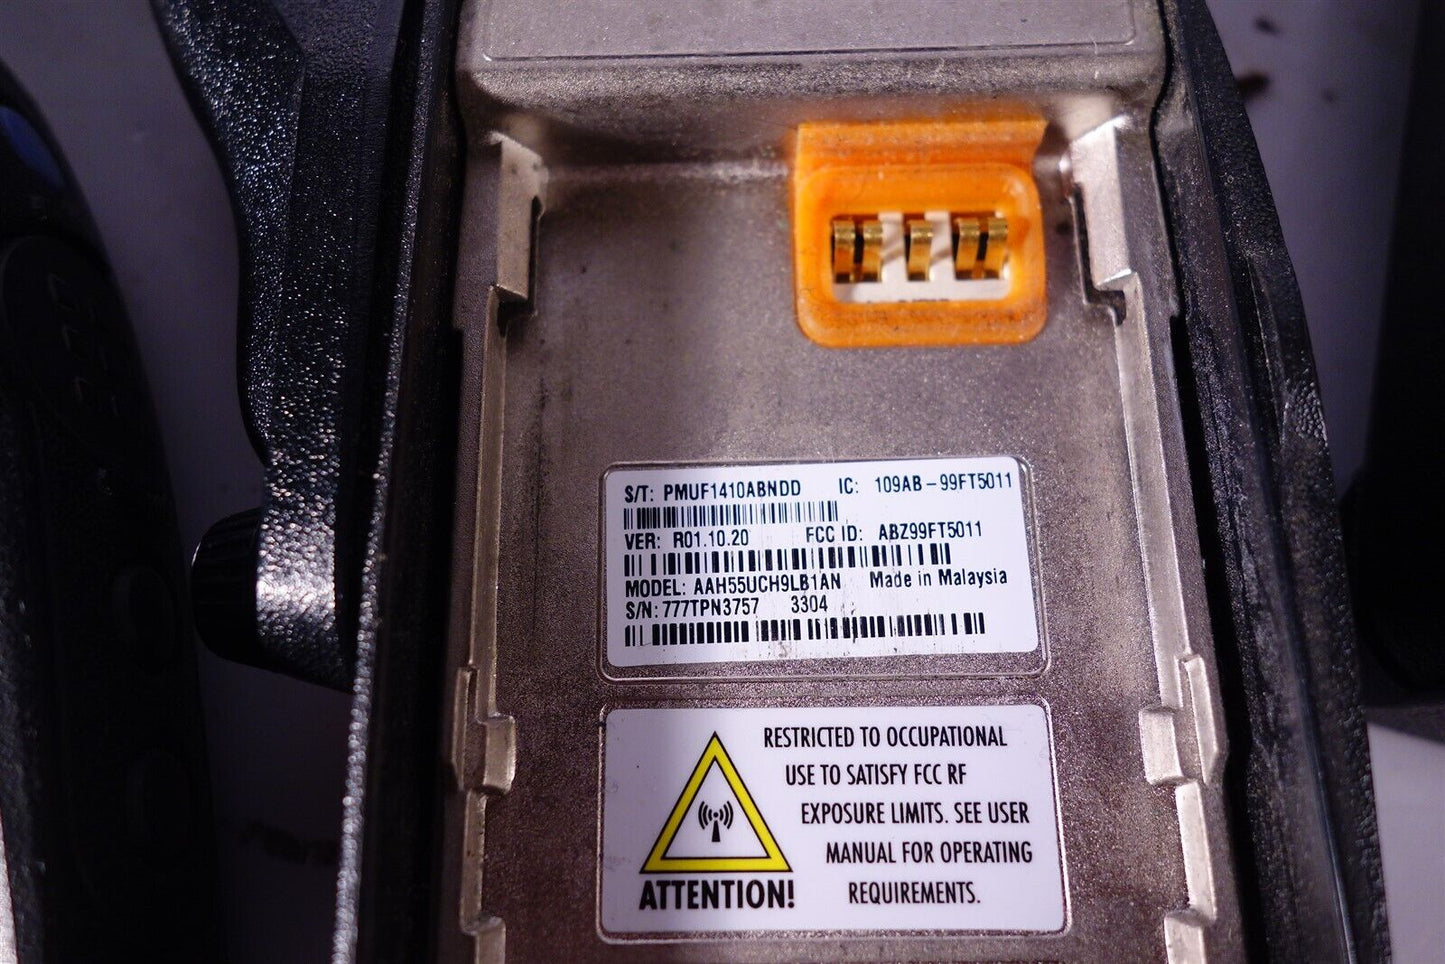 S/T: PMUF1410ABNDD IC: 109AB-99FT5011
VER: R01.10.20 FCC ID: ABZ99FT5011
MODEL: AAH55UCH9LB1AN Made in Malaysia
S/N: 777TPN3757 3304
RESTRICTED TO OCCUPATIONAL
USE TO SATISFY FCC RF
EXPOSURE LIMITS. SEE USER
MANUAL FOR OPERATING
REQUIREMENTS.
ATTENTION!